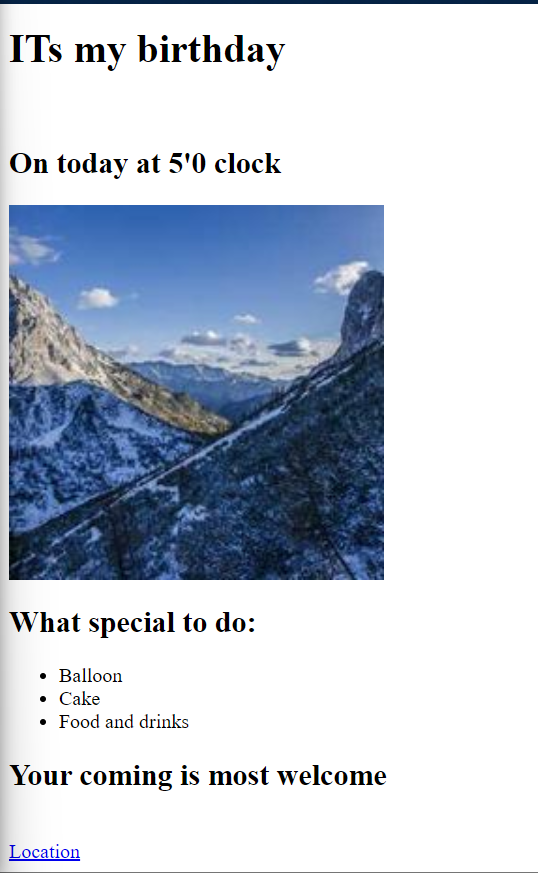 ITs my birthday
On today at 5'0 clock
What special to do:
Balloon
Cake
Food and drinks
Your coming is most welcome
Location